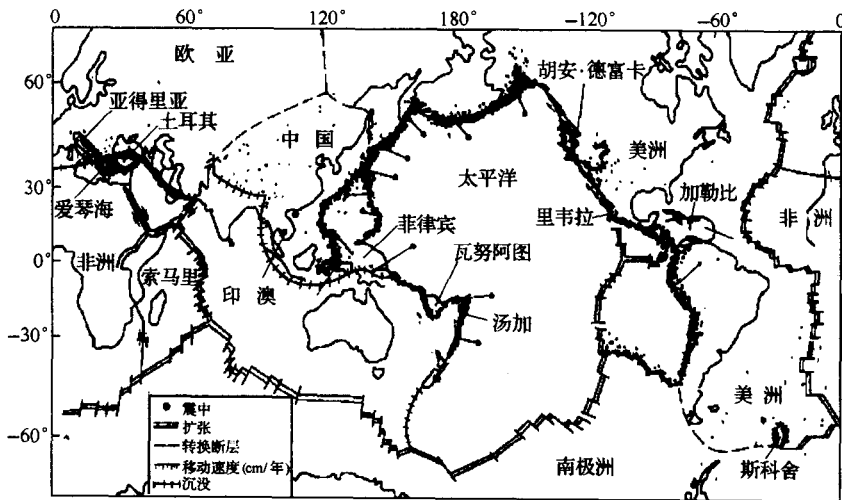 0 60° 120° 180° -120° -60° 0
欧 亚
60°
亚得里亚
土耳其
中 国
胡安·德富卡
美洲
30°
太平洋
加勒比
爱琴海
菲律宾
里韦拉
非 洲
0°
非洲
索马里
印 澳
瓦努阿图
汤加
-30°
美 洲
-60°
南极洲
斯科舍
震中
扩张
转换断层
移动速度(cm/年)
沉没